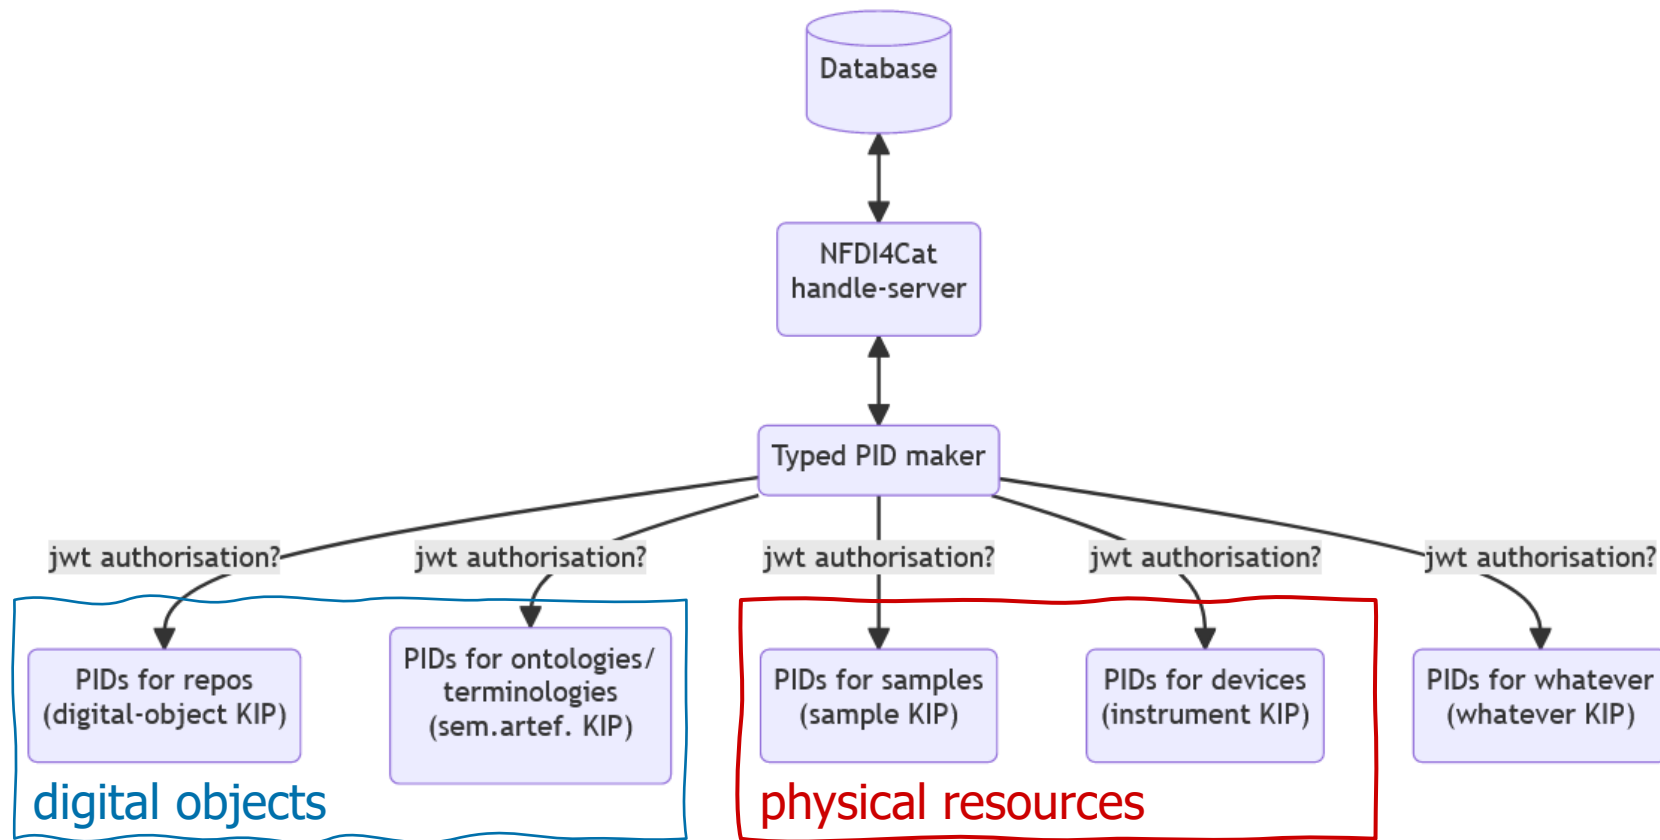 Database
NFDI4Cat
handle-server
Typed PID maker
jwt authorisation?
jwt authorisation?
jwt authorisation?
jwt authorisation?
jwt authorisation?
PIDs for repos
(digital-object KIP)
PIDs for ontologies/
terminologies
(sem.artef. KIP)
PIDs for samples
(sample KIP)
PIDs for devices
(instrument KIP)
PIDs for whatever
(whatever KIP)
digital objects
physical resources